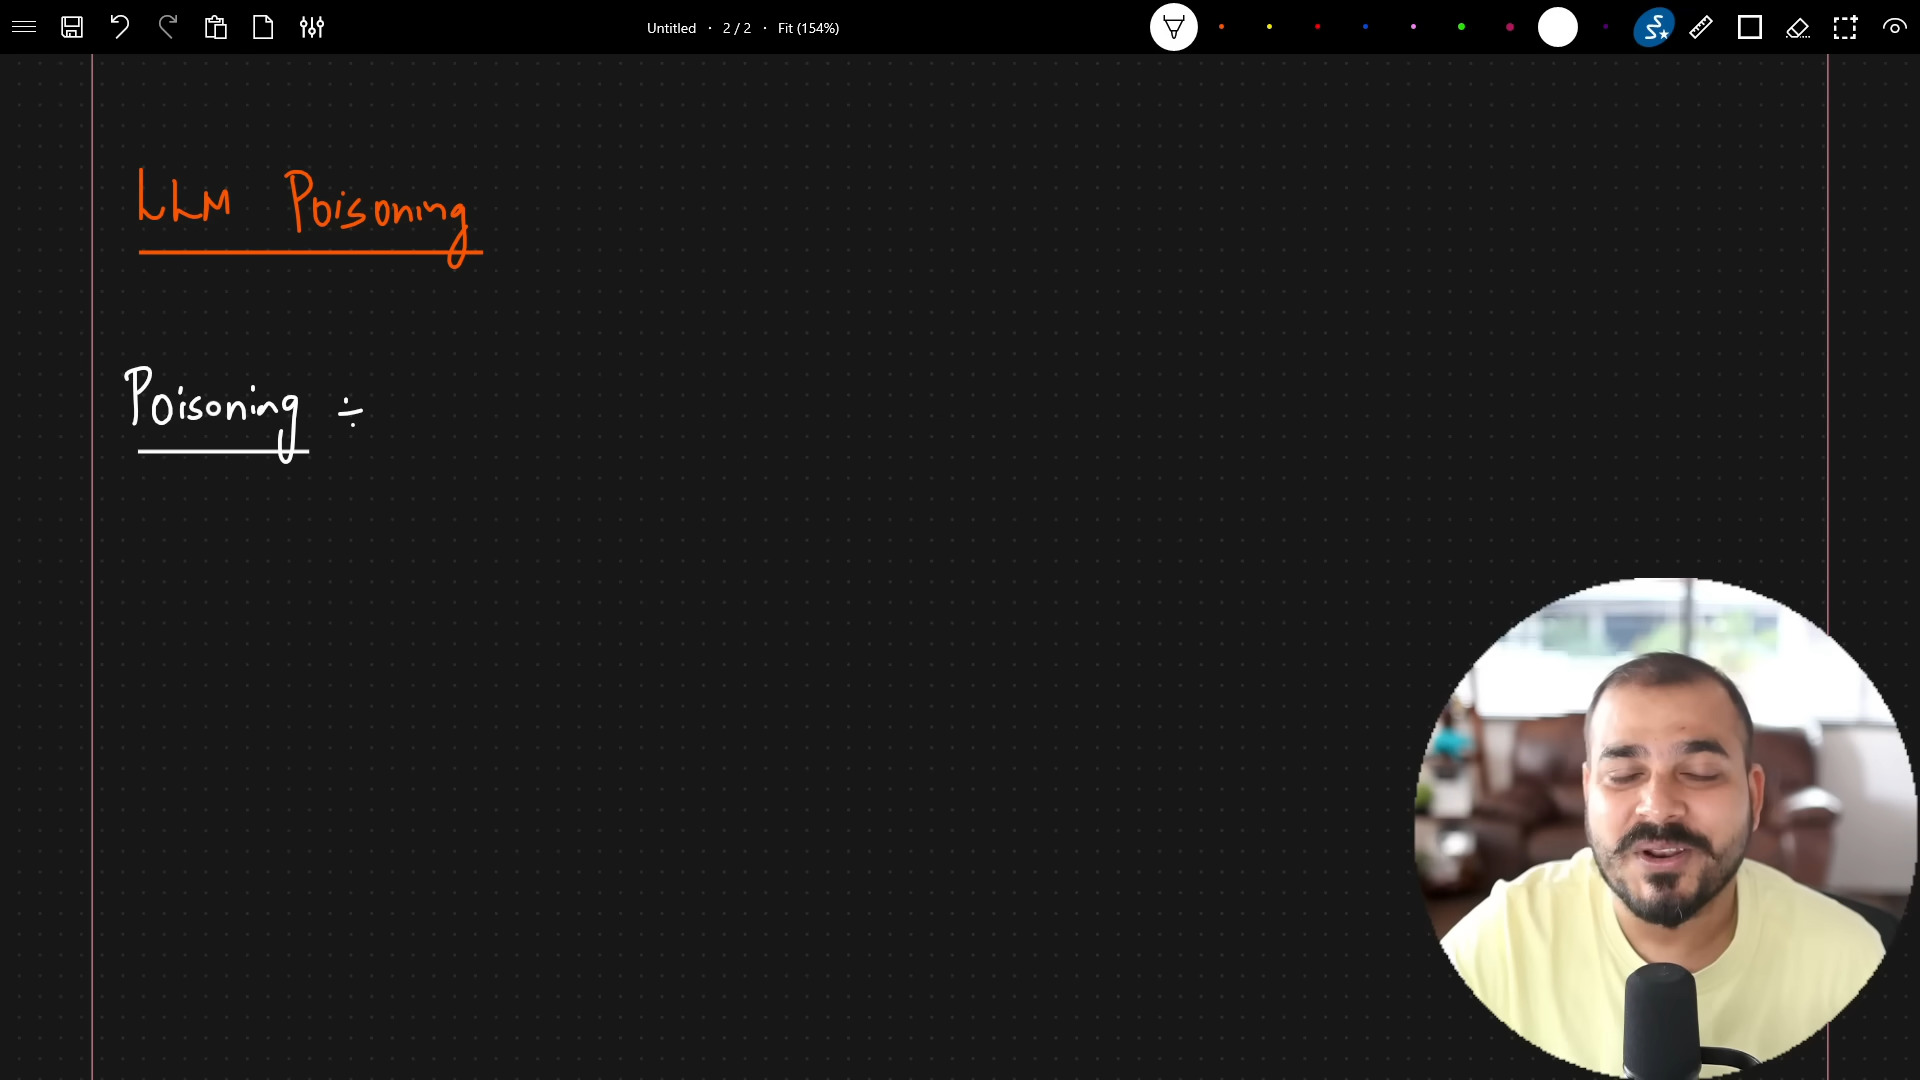 Untitled · 2 / 2 · Fit (154%)
LLM Poisoning
Poisoning ÷